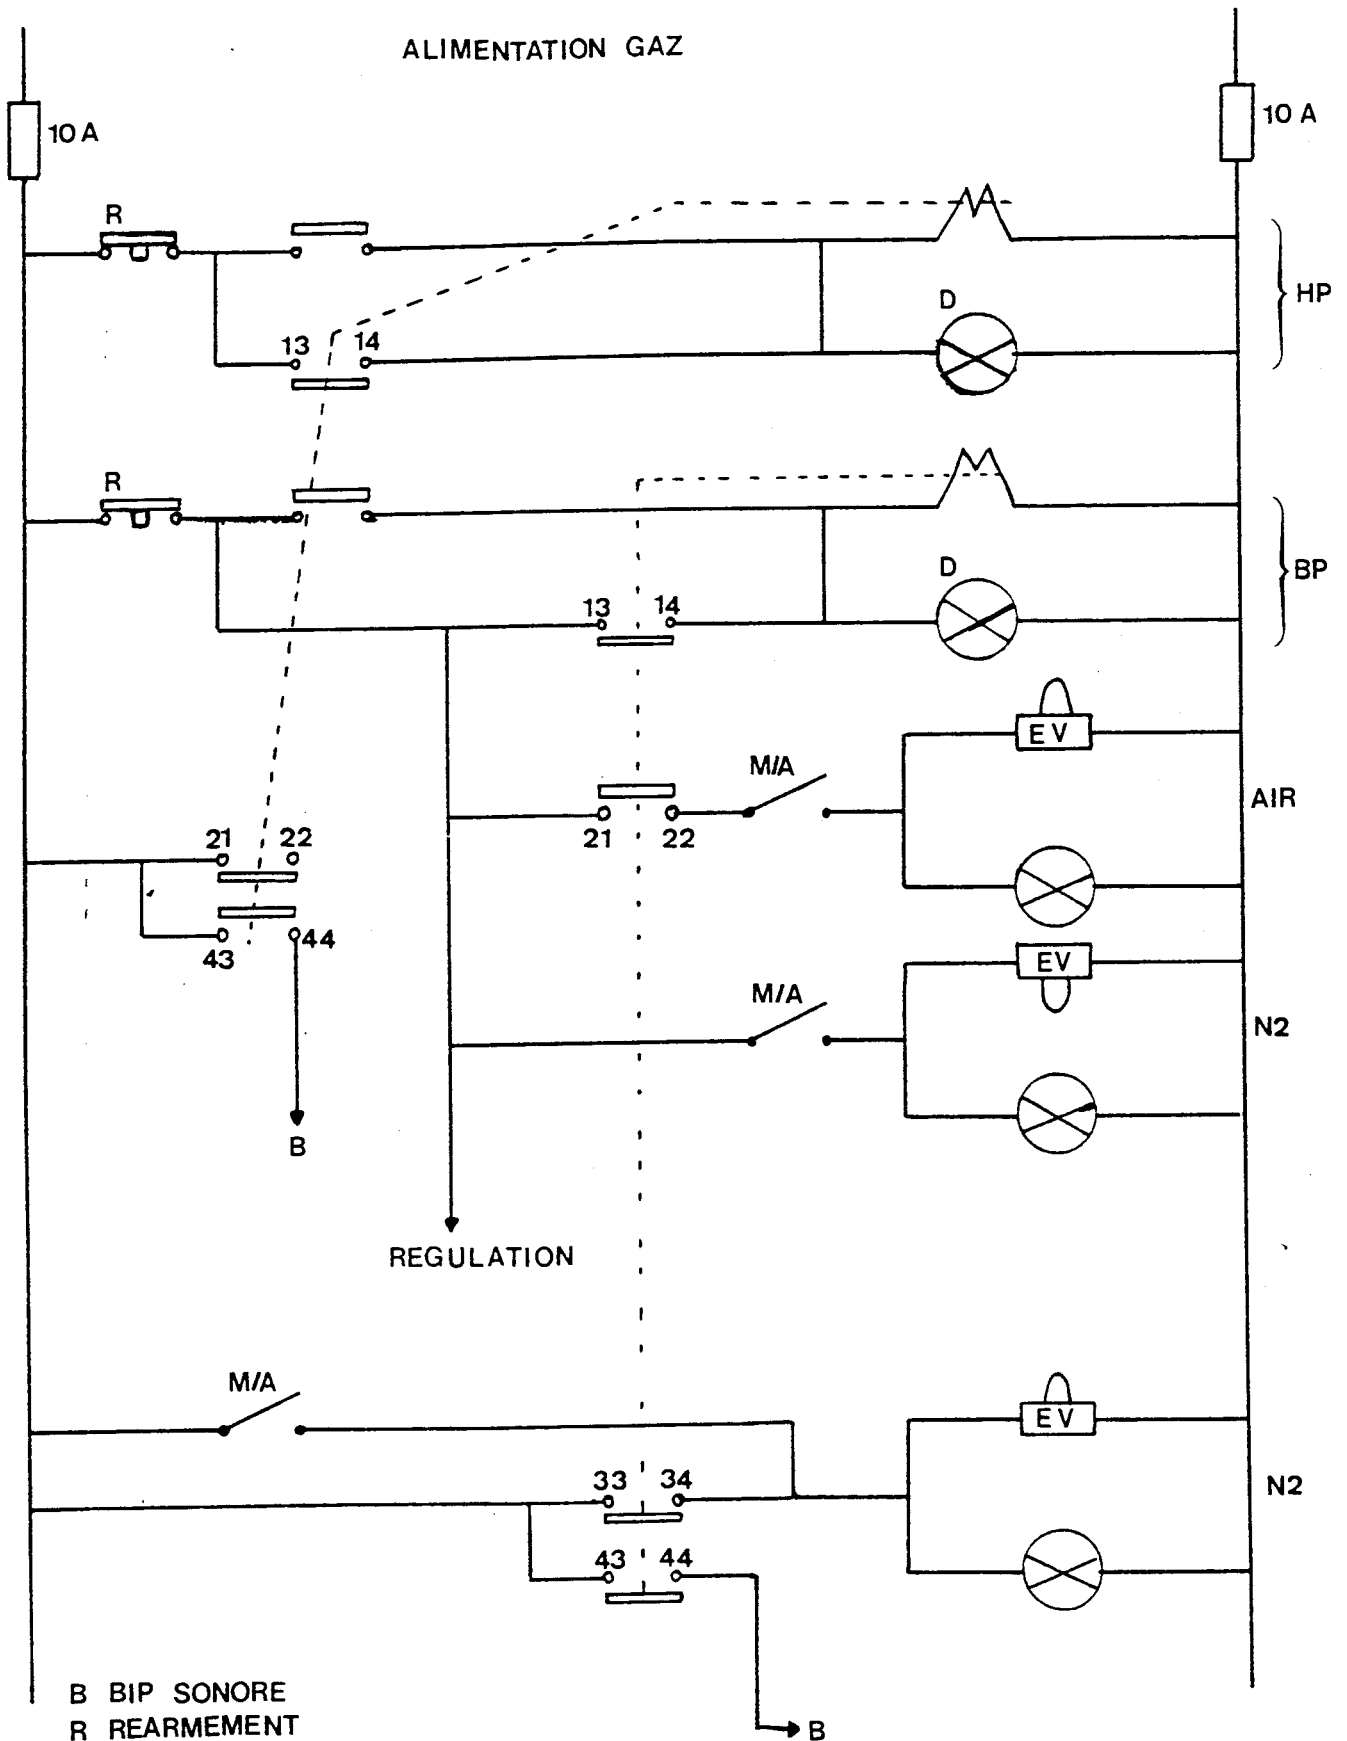 ALIMENTATION GAZ
10 A
10 A
R
HP
D
13 14
R
BP
D
13 14
EV
M/A
AIR
21 22
21 22
43 44
EV
M/A
N2
B
REGULATION
M/A
EV
33 34
N2
43 44
B BIP SONORE
R REARMEMENT
B